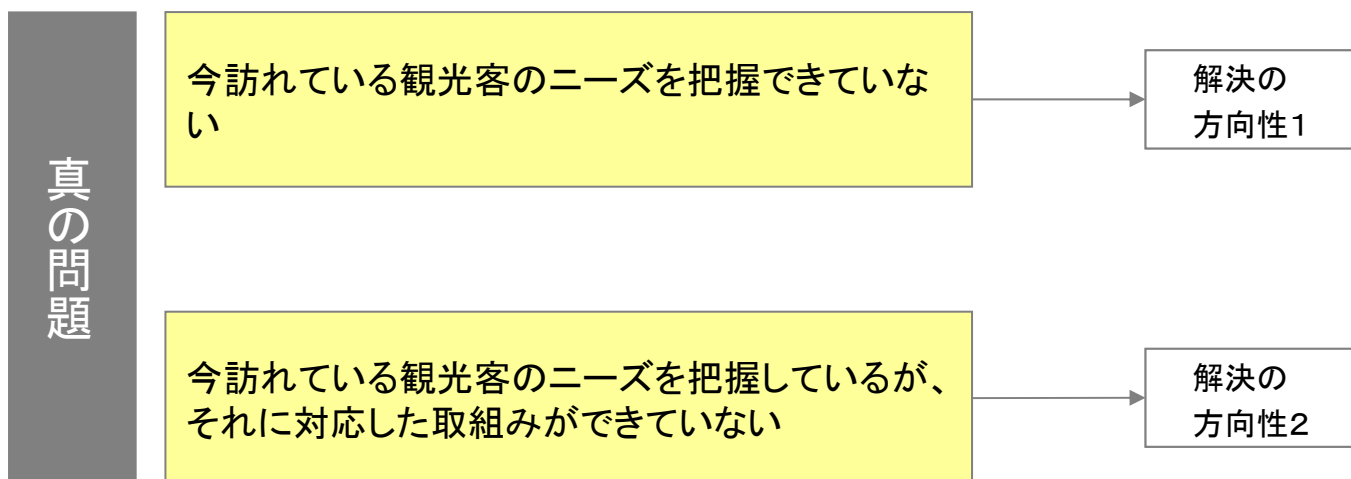 真の問題
今訪れている観光客のニーズを把握できていな
い
解決の
方向性1
今訪れている観光客のニーズを把握しているが、
それに対応した取組みができていない
解決の
方向性2